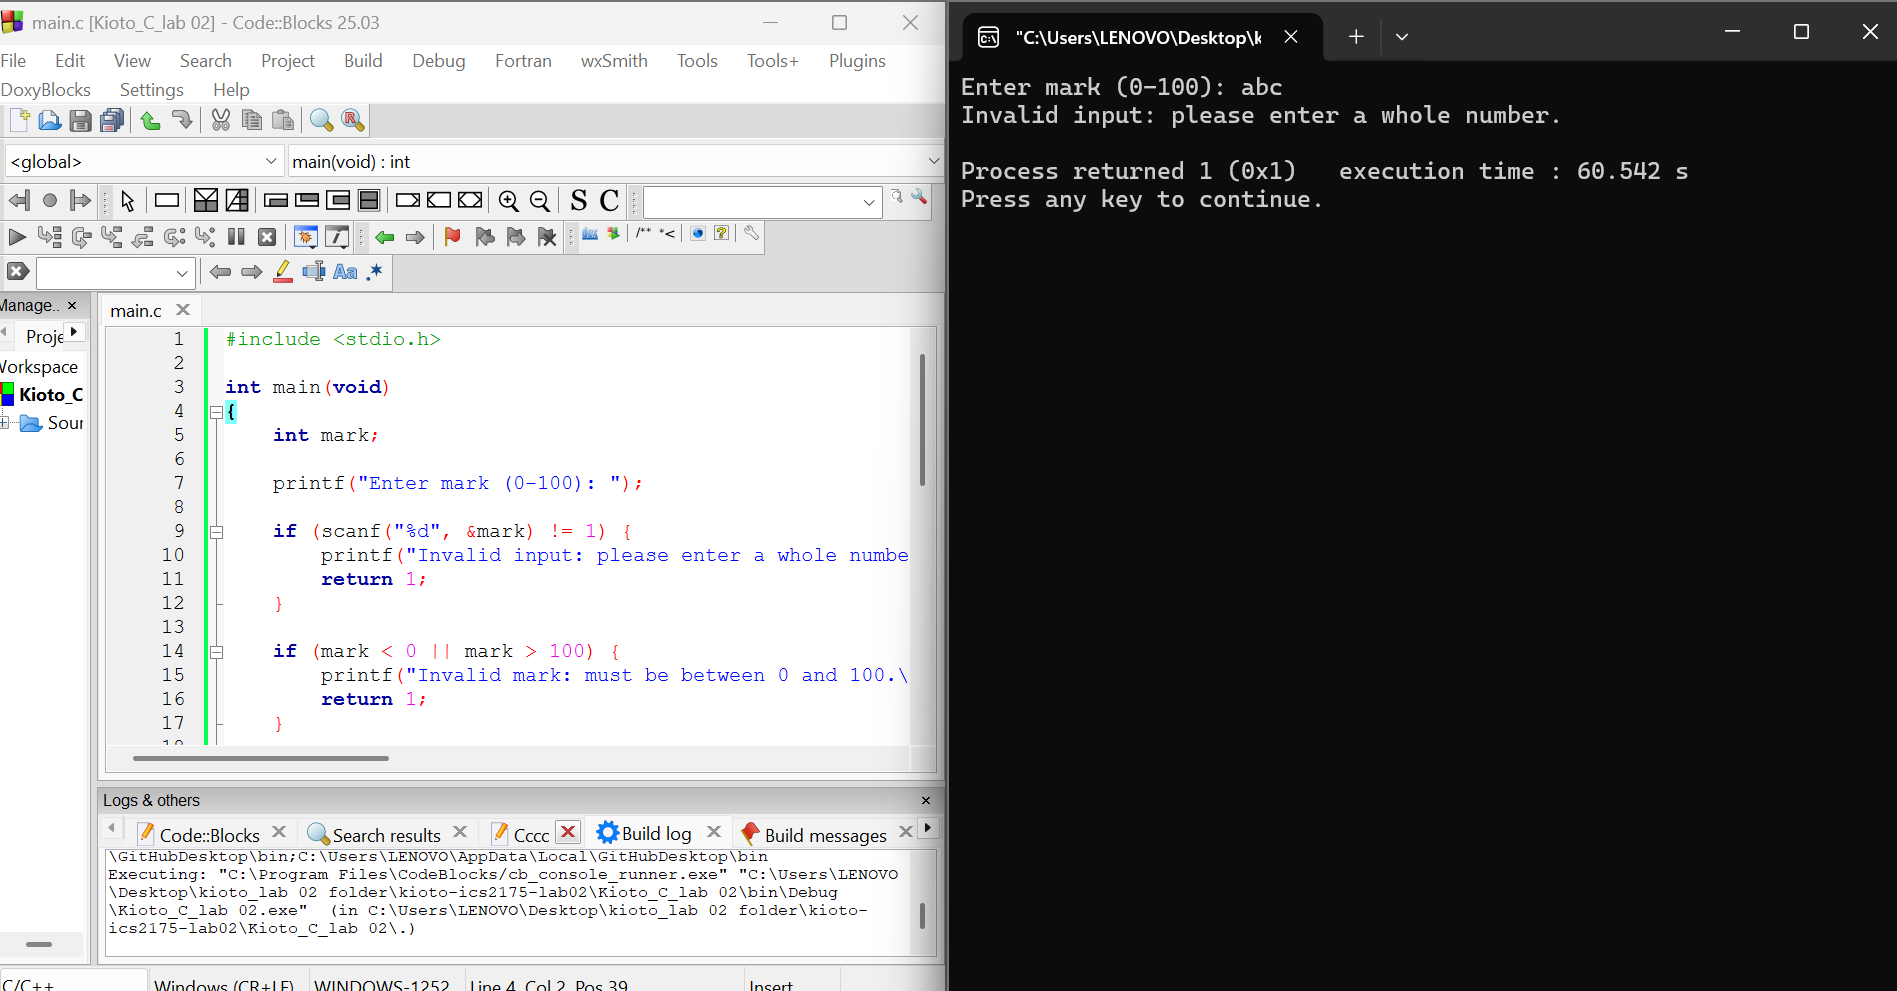 main.c [Kioto_C_lab 02] - Code::Blocks 25.03
File Edit View Search Project Build Debug Fortran wxSmith Tools Tools+ Plugins
DoxyBlocks Settings Help
<global>
main(void) : int
S C
/** *<
Aa .*
Manage..
Proje
Workspace
Kioto_C
Sour
main.c
1 #include <stdio.h>
2
3 int main(void)
4 {
5 int mark;
6
7 printf("Enter mark (0-100): ");
8
9 if (scanf("%d", &mark) != 1) {
10 printf("Invalid input: please enter a whole numbe
11 return 1;
12 }
13
14 if (mark < 0 || mark > 100) {
15 printf("Invalid mark: must be between 0 and 100.\
16 return 1;
17 }
18
Logs & others
Code::Blocks
Search results
Cccc
Build log
Build messages
\GitHubDesktop\bin;C:\Users\LENOVO\AppData\Local\GitHubDesktop\bin
Executing: "C:\Program Files\CodeBlocks/cb_console_runner.exe" "C:\Users\LENOVO
\Desktop\kioto_lab 02 folder\kioto-ics2175-lab02\Kioto_C_lab 02\bin\Debug
\Kioto_C_lab 02.exe" (in C:\Users\LENOVO\Desktop\kioto_lab 02 folder\kioto-
ics2175-lab02\Kioto_C_lab 02\.)
C/C++
Windows (CR+LF)
WINDOWS-1252
Line 4, Col 2, Pos 39
Insert
"C:\Users\LENOVO\Desktop\k
Enter mark (0-100): abc
Invalid input: please enter a whole number.
Process returned 1 (0x1) execution time : 60.542 s
Press any key to continue.